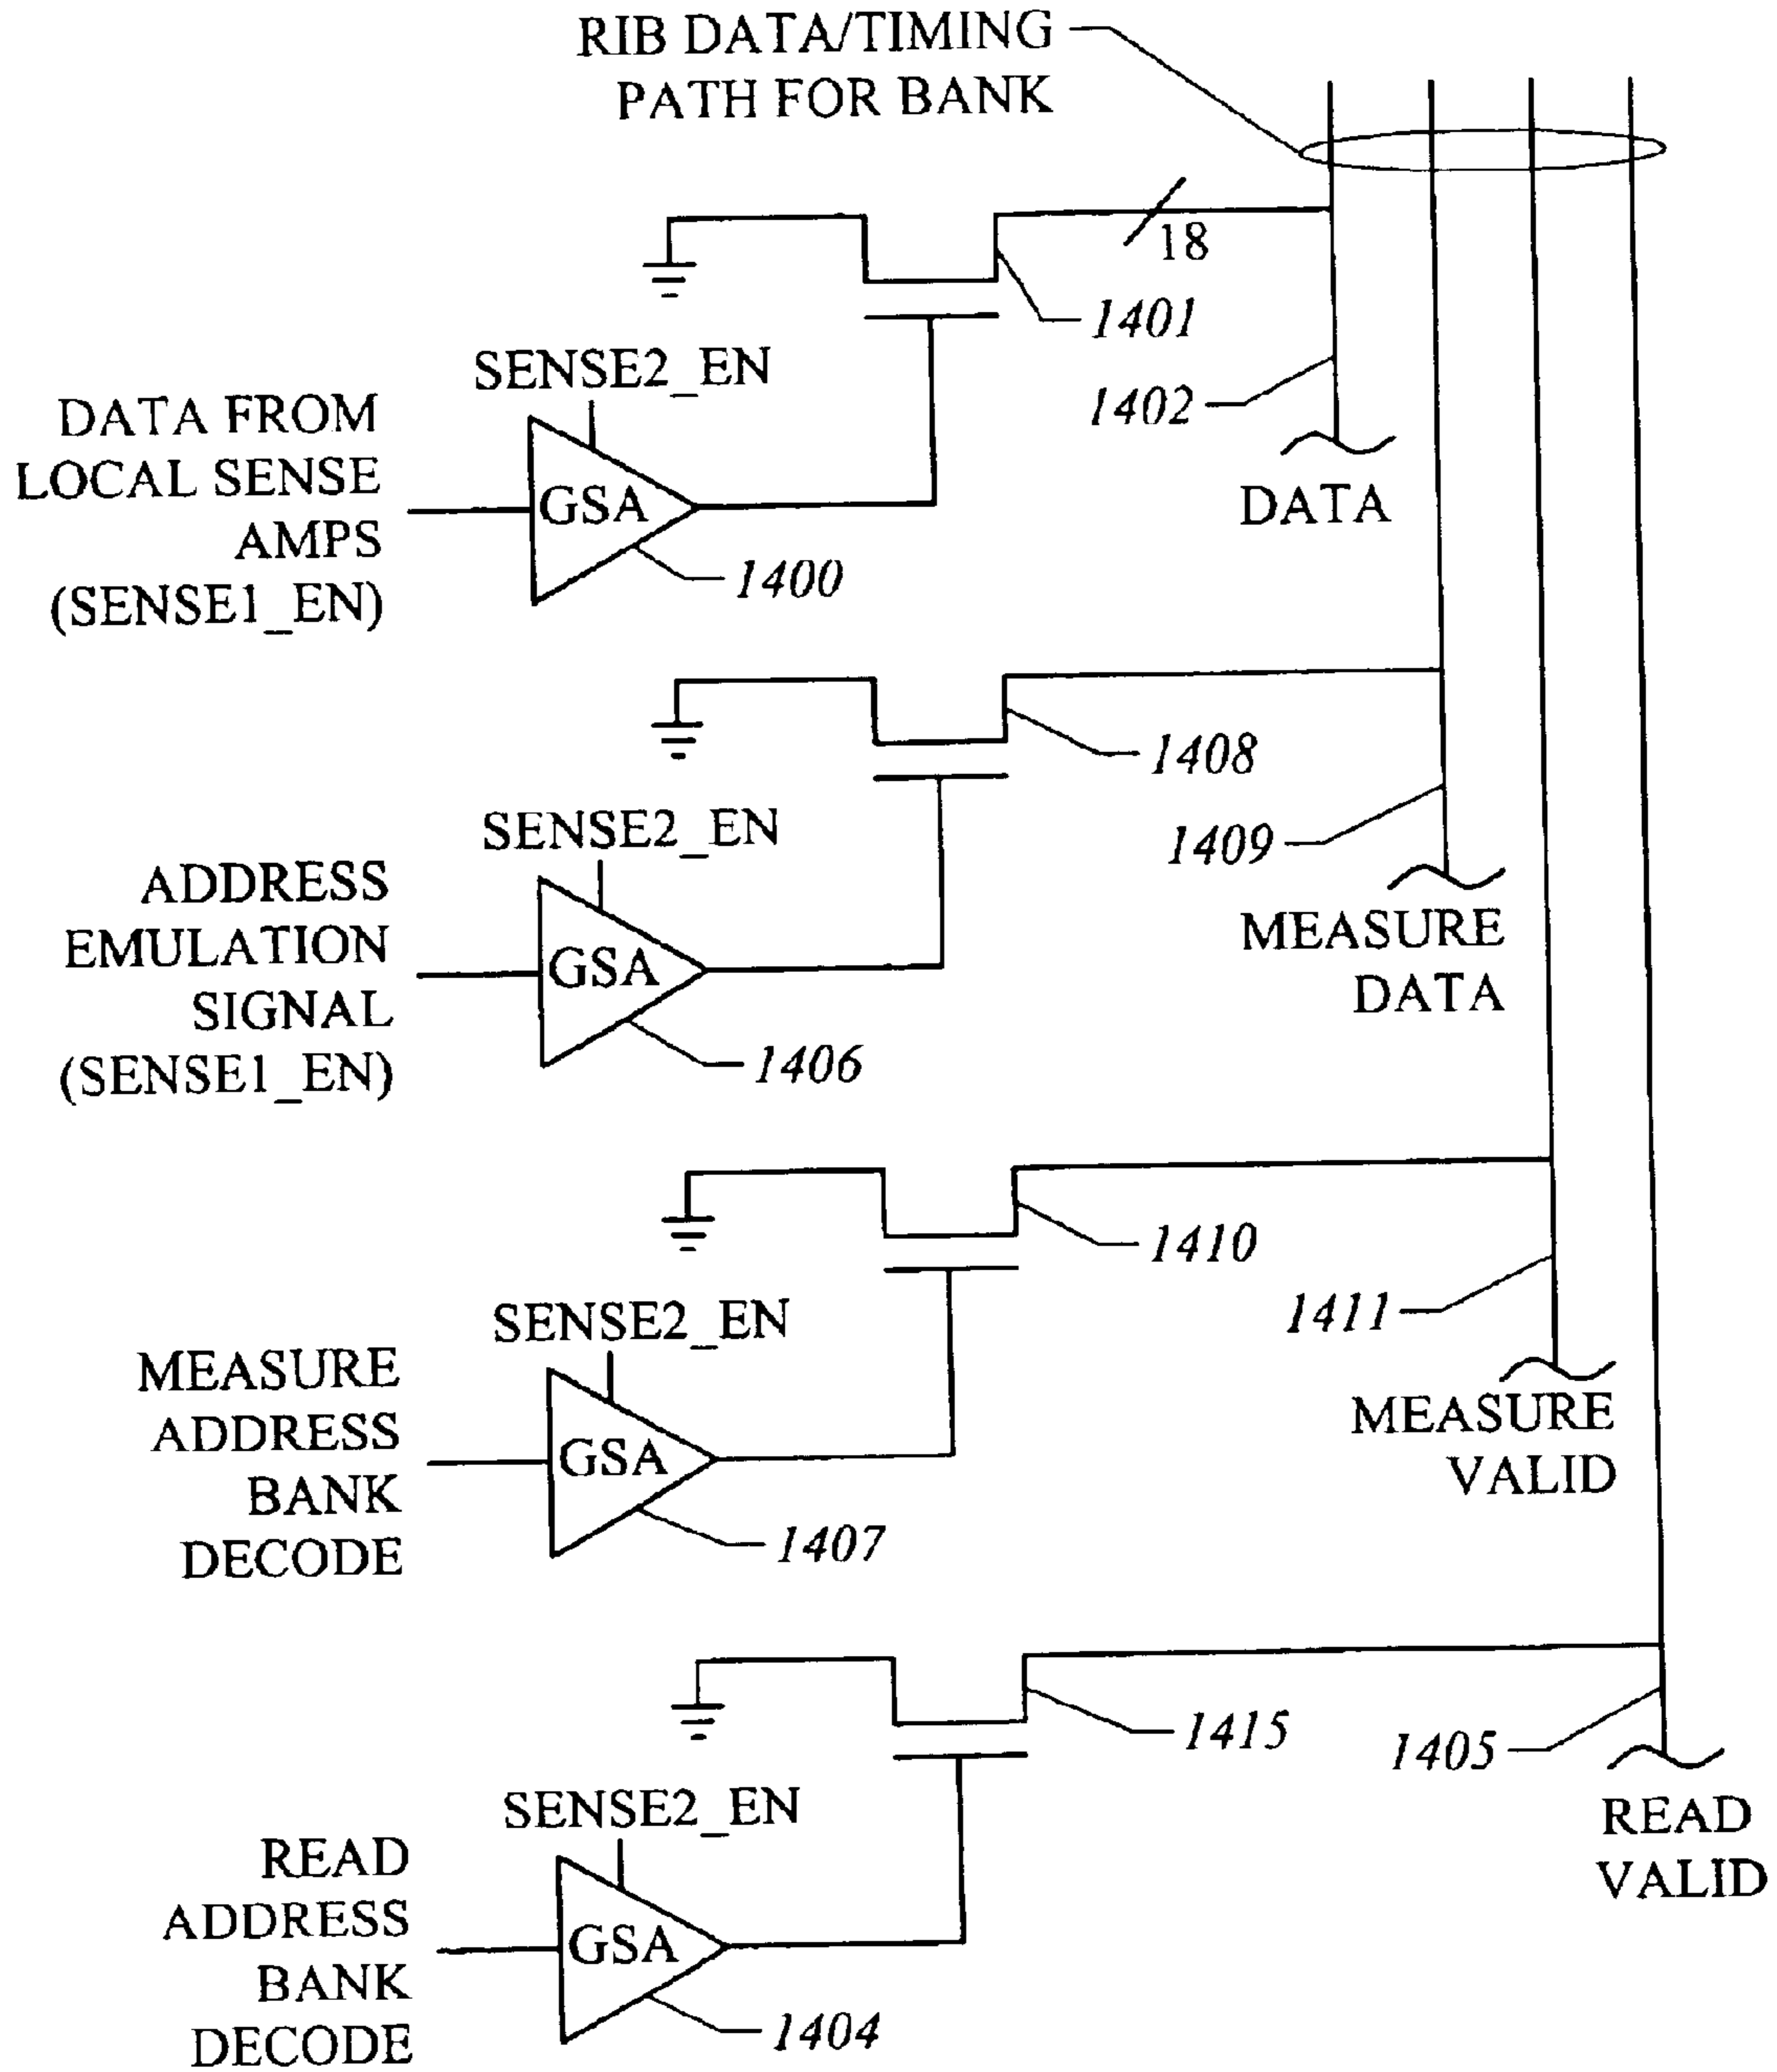 RIB DATA/TIMING
PATH FOR BANK
18
1401
SENSE2_EN
1402
DATA FROM
LOCAL SENSE
AMPS
(SENSE1_EN)
GSA
DATA
1400
1408
SENSE2_EN
1409
ADDRESS
EMULATION
SIGNAL
(SENSE1_EN)
GSA
MEASURE
DATA
1406
1410
SENSE2_EN
1411
MEASURE
ADDRESS
BANK
DECODE
GSA
MEASURE
VALID
1407
1415
1405
SENSE2_EN
READ
VALID
READ
ADDRESS
BANK
DECODE
GSA
1404